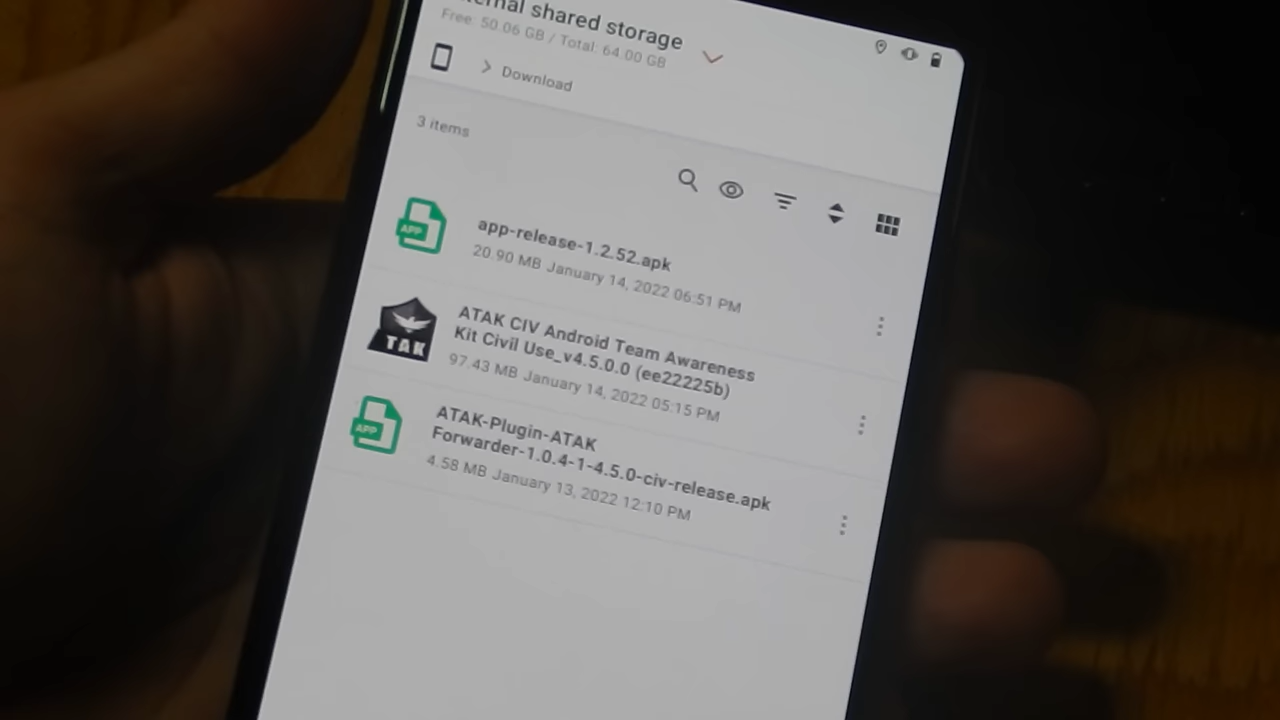 shared storage
Free: 50.06 GB / Total: 64.00 GB
Download
3 items
APP
app-release-1.2.52.apk
20.90 MB January 14, 2022 06:51 PM
TAK
ATAK CIV Android Team Awareness
Kit Civil Use_v4.5.0.0 (ee22225b)
97.43 MB January 14, 2022 05:15 PM
APP
ATAK-Plugin-ATAK
Forwarder-1.0.4-1-4.5.0-civ-release.apk
4.58 MB January 13, 2022 12:10 PM